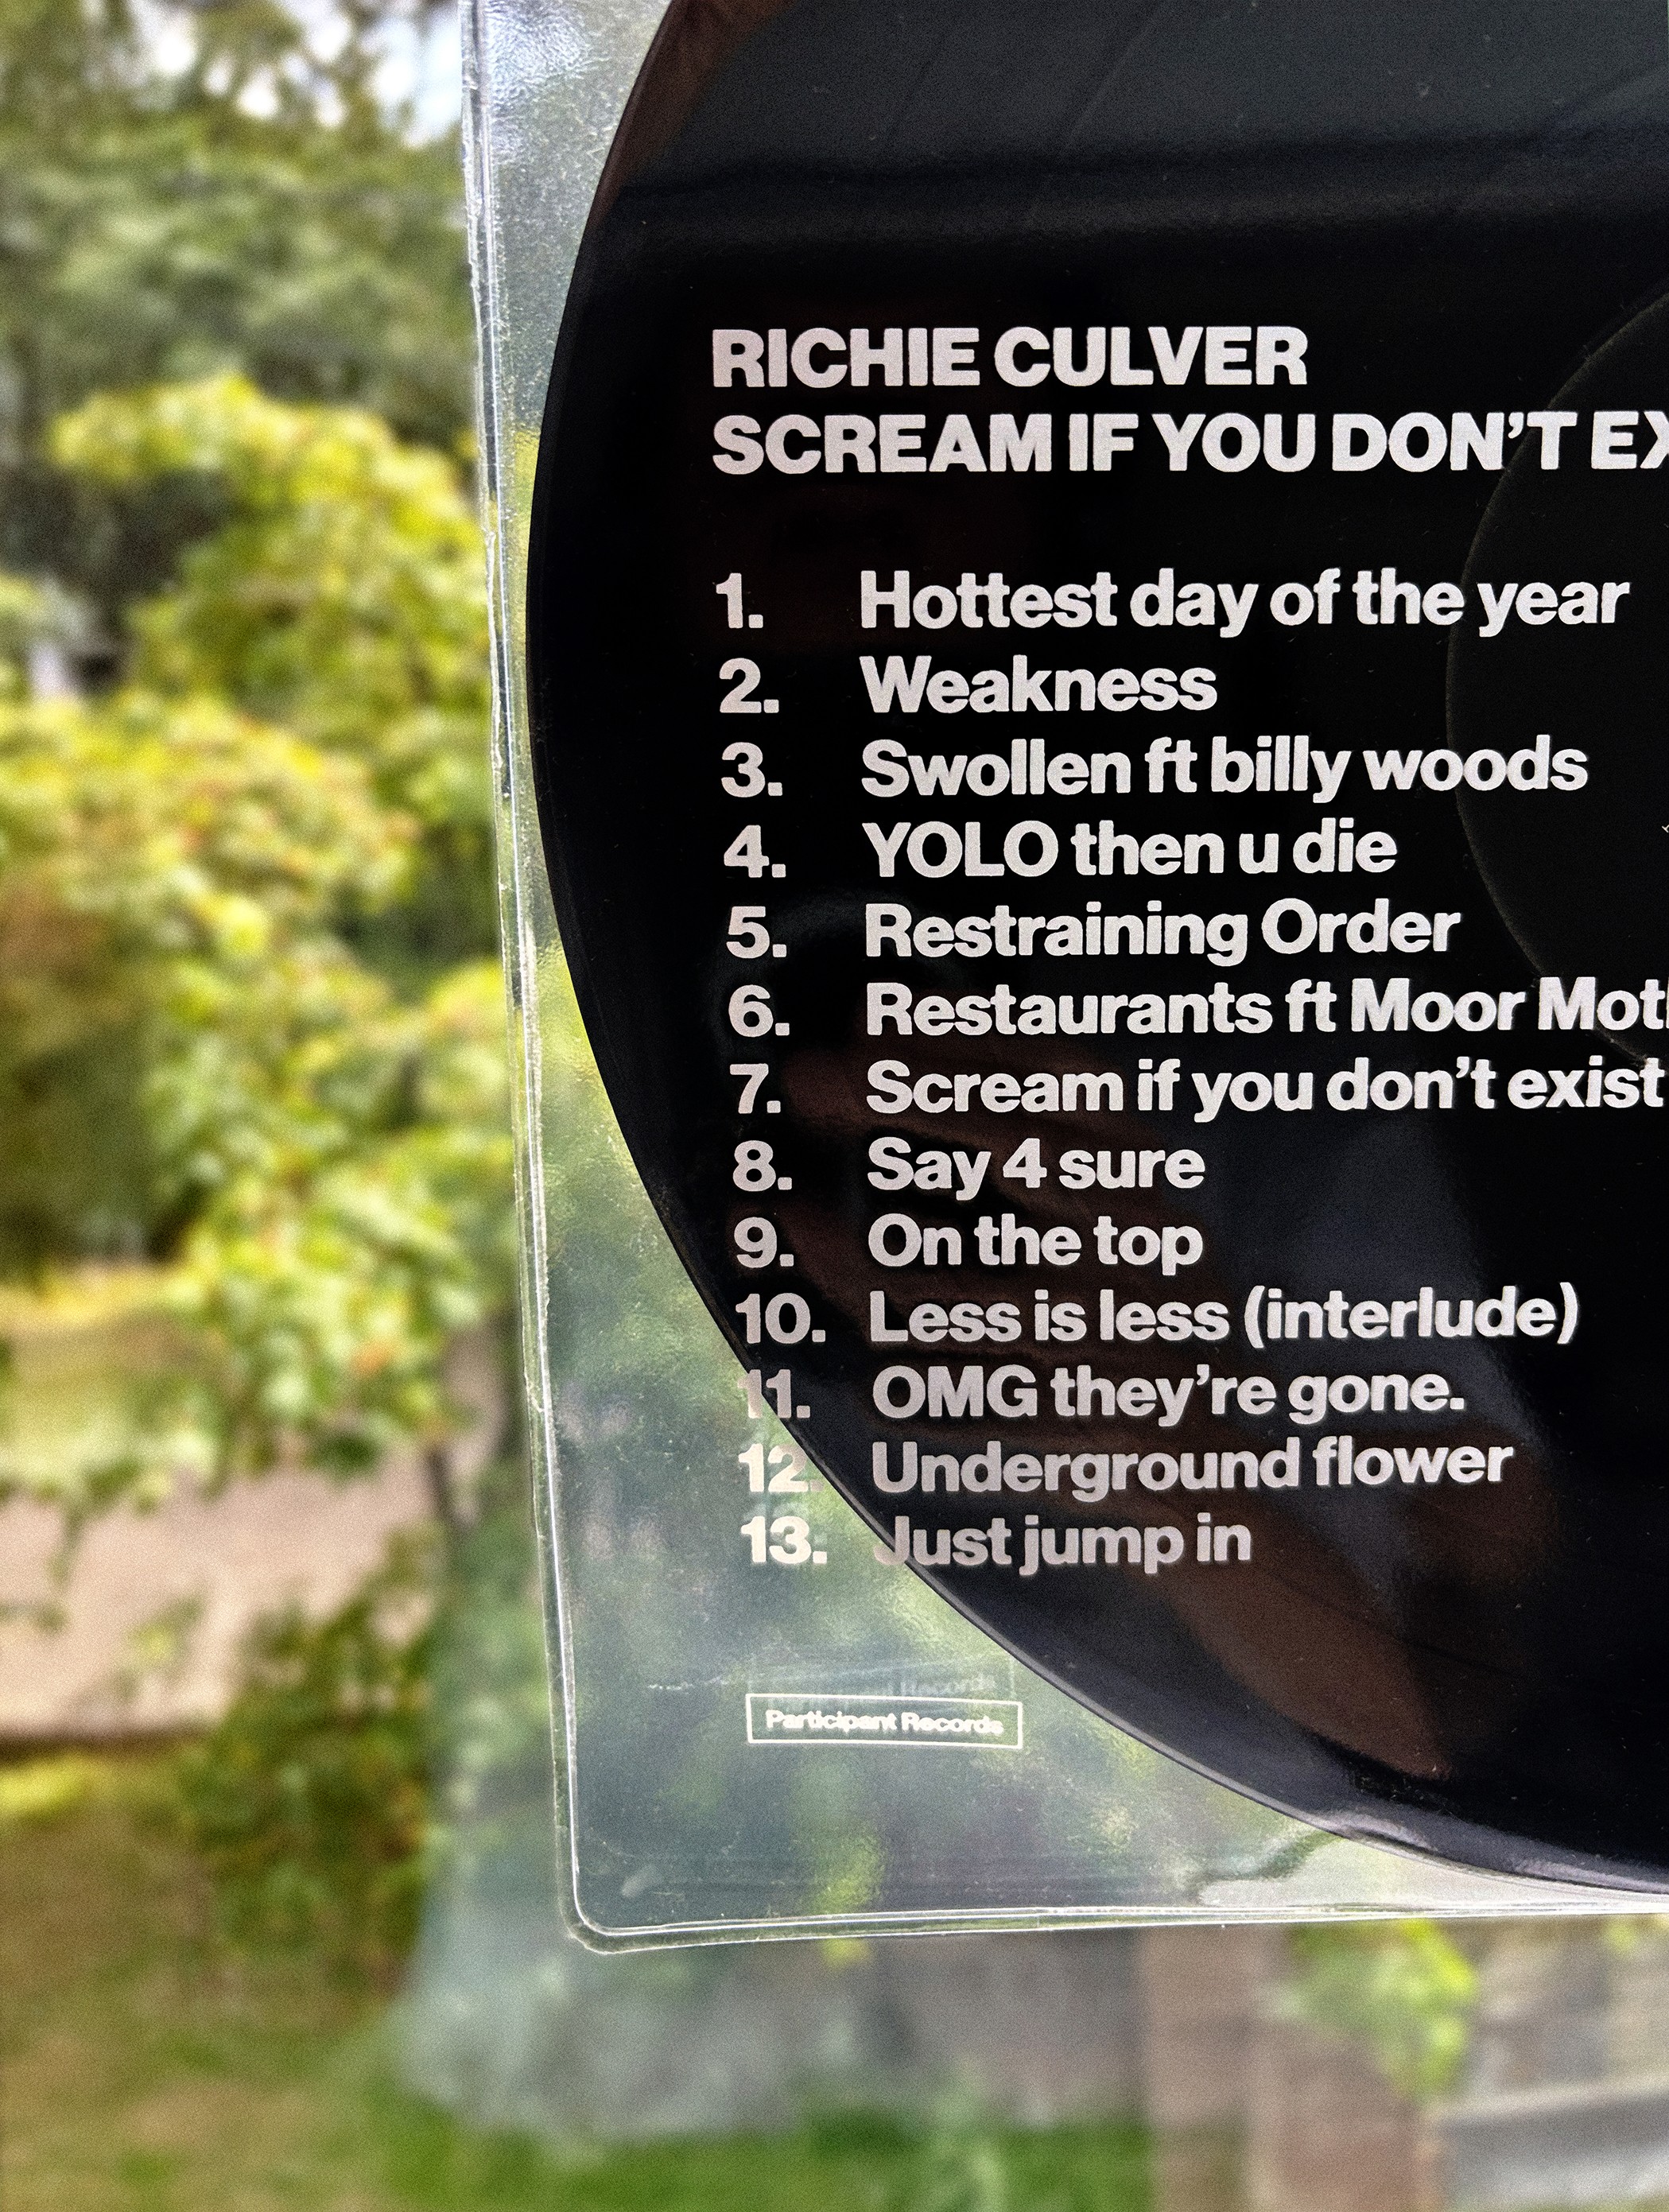 RICHIE CULVER
SCREAM IF YOU DON'T
1. Hottest day of the year
2. Weakness
3. Swollen ft billy woods
4. YOLO then u die
5. Restraining Order
6. Restaurants ft Moor
7. Scream if you don't exist
8. Say 4 sure
9. On the top
10. Less is less (interlude)
11. OMG they're gone.
12. Underground flower
13. Just jump in
Participant Records